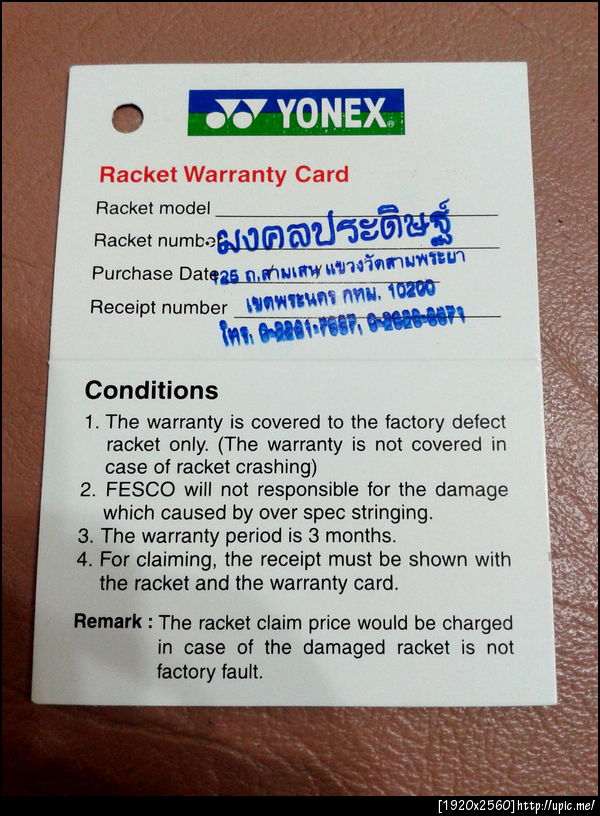 YONEX®
Racket Warranty Card
Racket model
Racket number
มงคลประดิษฐ์
Purchase Date
125 ถ.สามเสน แขวงวัดสามพระยา
Receipt number
เขตพระนคร กทม. 10200
โทร.
Conditions
1. The warranty is covered to the factory defect
racket only. (The warranty is not covered in
case of racket crashing)
2. FESCO will not responsible for the damage
which caused by over spec stringing.
3. The warranty period is 3 months.
4. For claiming, the receipt must be shown with
the racket and the warranty card.
Remark : The racket claim price would be charged
in case of the damaged racket is not
factory fault.
[1920x2560]http://upic.me/